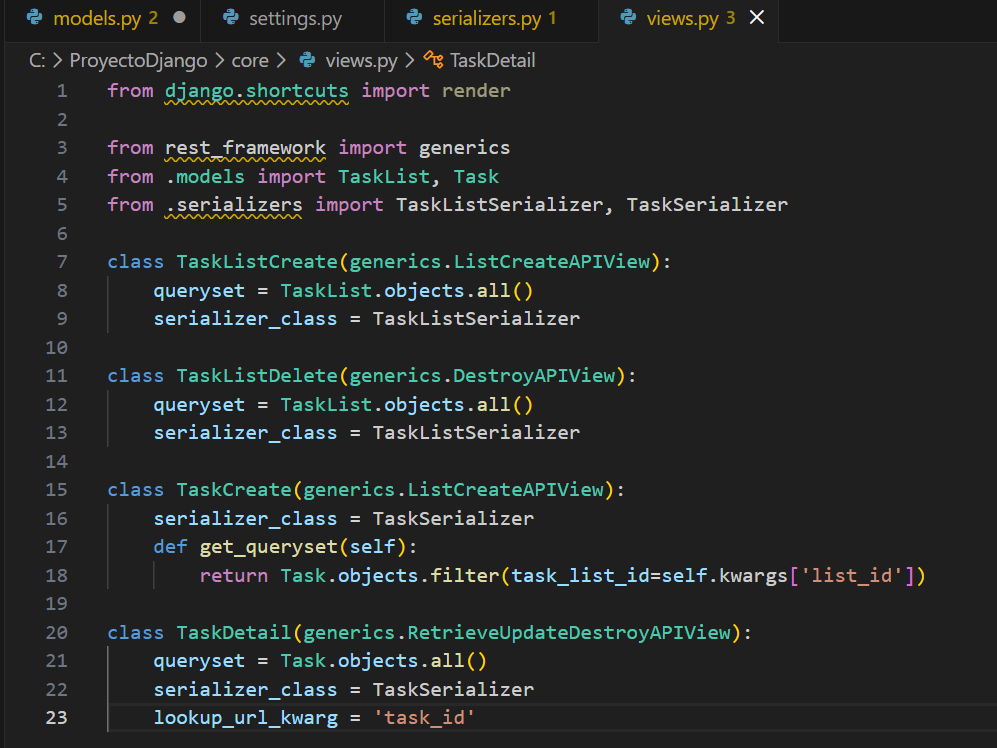 models.py 2 settings.py serializers.py 1 views.py 3
C: > ProyectoDjango > core > views.py > TaskDetail
1 from django.shortcuts import render
2
3 from rest_framework import generics
4 from .models import TaskList, Task
5 from .serializers import TaskListSerializer, TaskSerializer
6
7 class TaskListCreate(generics.ListCreateAPIView):
8     queryset = TaskList.objects.all()
9     serializer_class = TaskListSerializer
10
11 class TaskListDelete(generics.DestroyAPIView):
12     queryset = TaskList.objects.all()
13     serializer_class = TaskListSerializer
14
15 class TaskCreate(generics.ListCreateAPIView):
16     serializer_class = TaskSerializer
17     def get_queryset(self):
18         return Task.objects.filter(task_list_id=self.kwargs['list_id'])
19
20 class TaskDetail(generics.RetrieveUpdateDestroyAPIView):
21     queryset = Task.objects.all()
22     serializer_class = TaskSerializer
23     lookup_url_kwarg = 'task_id'